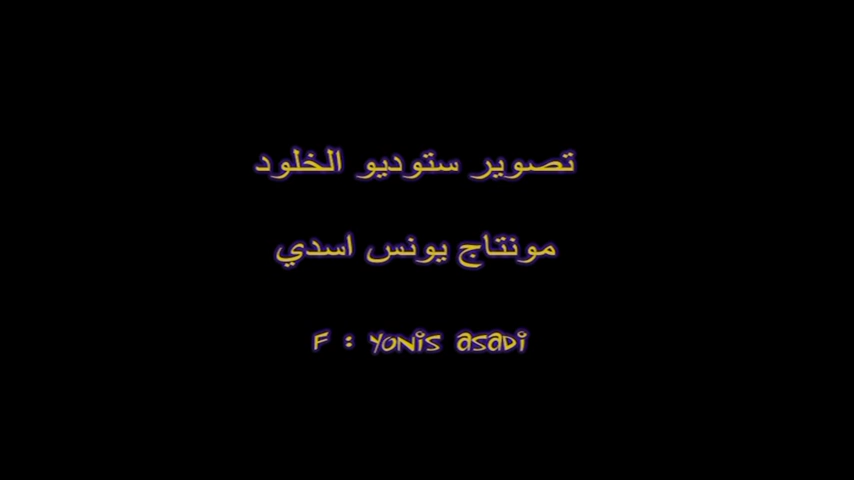 تصوير ستوديو الخلود
مونتاج يونس اسدي
F : YONIS ASADI